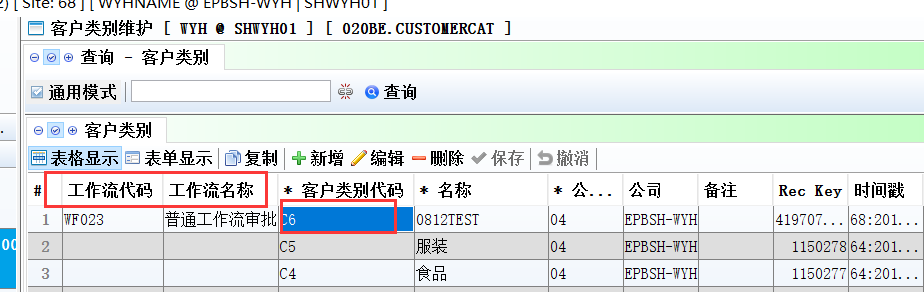 2) [ Site: 68 ] [ WYHNAME @ EPBSH-WYH | SHWYH01 ]
客户类别维护 [ WYH @ SHWYH01 ] [ 020BE.CUSTOMERCAT ]
查询 - 客户类别
通用模式 查询
客户类别
表格显示 表单显示 复制 新增 编辑 删除 保存 撤消
# 工作流代码 工作流名称 * 客户类别代码 * 名称 * 公... 公司 备注 Rec Key 时间戳
1 WF023 普通工作流审批 C6 0812TEST 04 EPBSH-WYH 419707... 68:201...
2 C5 服装 04 EPBSH-WYH 1150278 64:201...
3 C4 食品 04 EPBSH-WYH 1150277 64:201...